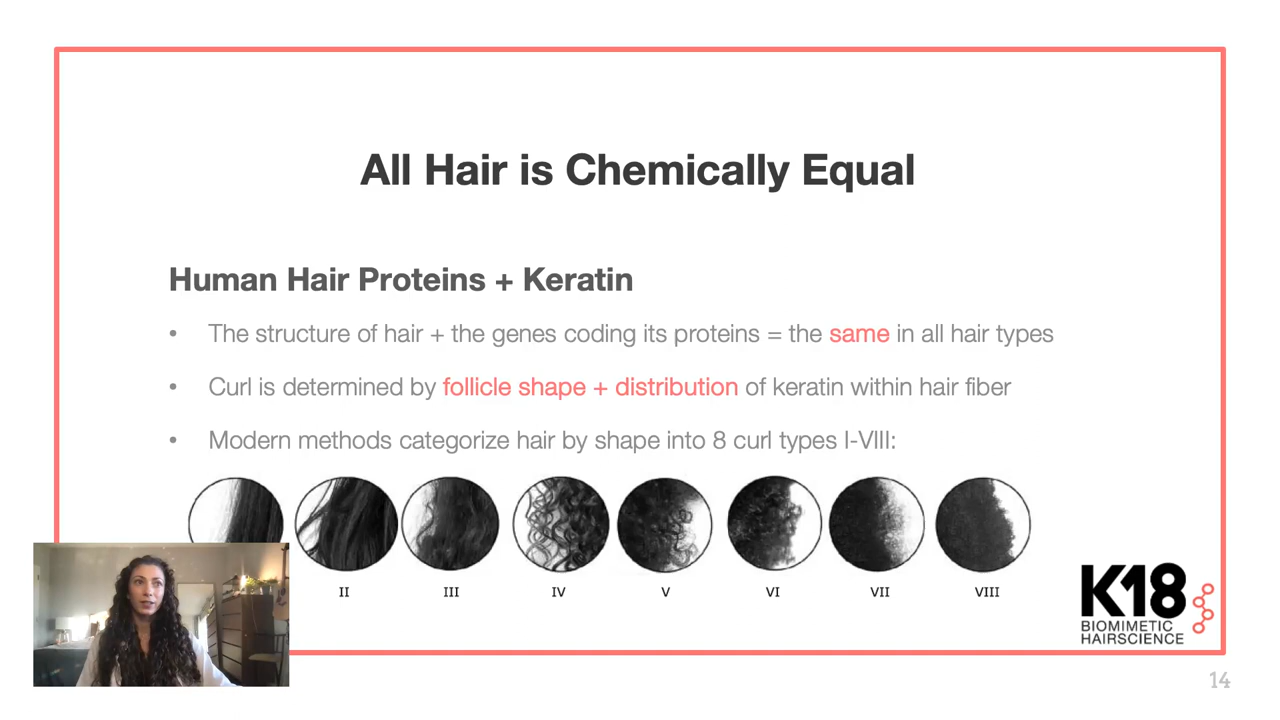 All Hair is Chemically Equal
Human Hair Proteins + Keratin
• The structure of hair + the genes coding its proteins = the same in all hair types
• Curl is determined by follicle shape + distribution of keratin within hair fiber
• Modern methods categorize hair by shape into 8 curl types I-VIII:
II III IV V VI VII VIII
K18
BIOMIMETIC
HAIRSCIENCE
14